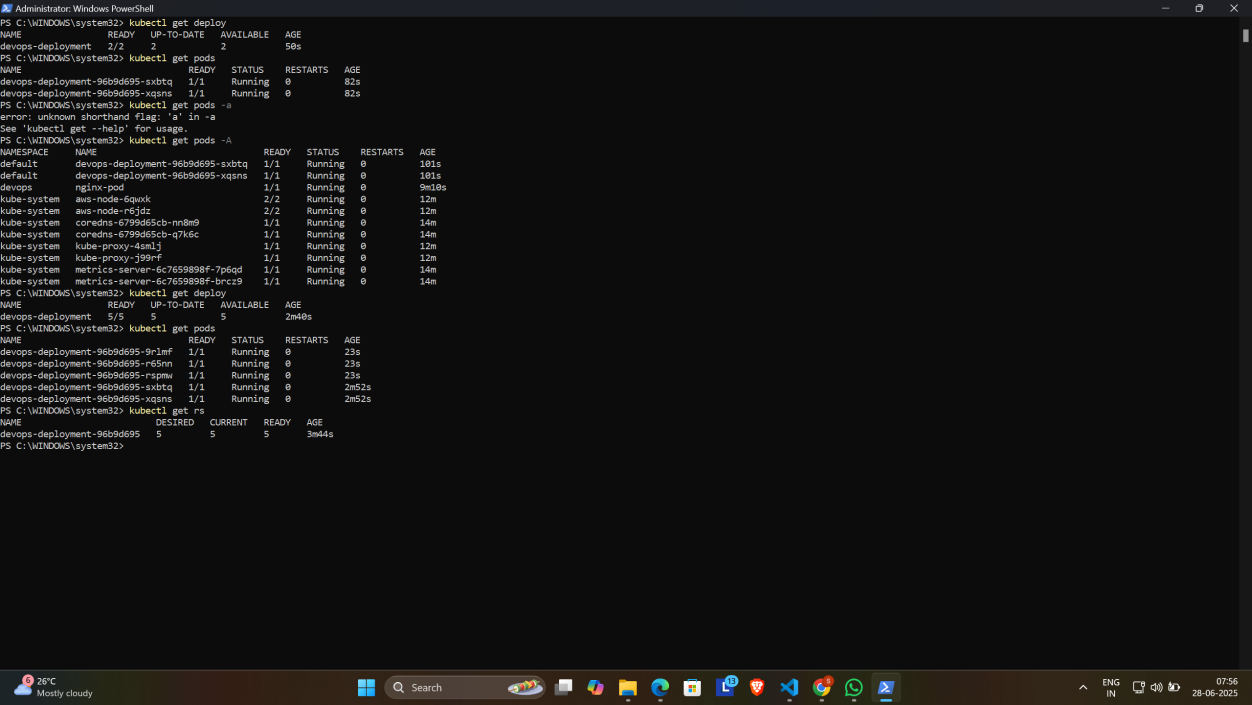 Administrator: Windows PowerShell
PS C:\WINDOWS\system32> kubectl get deploy
NAME READY UP-TO-DATE AVAILABLE AGE
devops-deployment 2/2 2 2 50s
PS C:\WINDOWS\system32> kubectl get pods
NAME READY STATUS RESTARTS AGE
devops-deployment-96b9d695-sxbtq 1/1 Running 0 82s
devops-deployment-96b9d695-xqsns 1/1 Running 0 82s
PS C:\WINDOWS\system32> kubectl get pods -a
error: unknown shorthand flag: 'a' in -a
See 'kubectl get --help' for usage.
PS C:\WINDOWS\system32> kubectl get pods -A
NAMESPACE NAME READY STATUS RESTARTS AGE
default devops-deployment-96b9d695-sxbtq 1/1 Running 0 101s
default devops-deployment-96b9d695-xqsns 1/1 Running 0 101s
devops nginx-pod 1/1 Running 0 9m10s
kube-system aws-node-6qwxk 2/2 Running 0 12m
kube-system aws-node-r6jdz 2/2 Running 0 12m
kube-system coredns-6799d65cb-nn8m9 1/1 Running 0 14m
kube-system coredns-6799d65cb-q7k6c 1/1 Running 0 14m
kube-system kube-proxy-4smlj 1/1 Running 0 12m
kube-system kube-proxy-j99rf 1/1 Running 0 12m
kube-system metrics-server-6c7659898f-7p6qd 1/1 Running 0 14m
kube-system metrics-server-6c7659898f-brcz9 1/1 Running 0 14m
PS C:\WINDOWS\system32> kubectl get deploy
NAME READY UP-TO-DATE AVAILABLE AGE
devops-deployment 5/5 5 5 2m40s
PS C:\WINDOWS\system32> kubectl get pods
NAME READY STATUS RESTARTS AGE
devops-deployment-96b9d695-9rlmf 1/1 Running 0 23s
devops-deployment-96b9d695-r65nn 1/1 Running 0 23s
devops-deployment-96b9d695-rspmw 1/1 Running 0 23s
devops-deployment-96b9d695-sxbtq 1/1 Running 0 2m52s
devops-deployment-96b9d695-xqsns 1/1 Running 0 2m52s
PS C:\WINDOWS\system32> kubectl get rs
NAME DESIRED CURRENT READY AGE
devops-deployment-96b9d695 5 5 5 3m44s
PS C:\WINDOWS\system32>
6
26°C
Mostly cloudy
Search
L
13
S
ENG
IN
07:56
28-06-2025